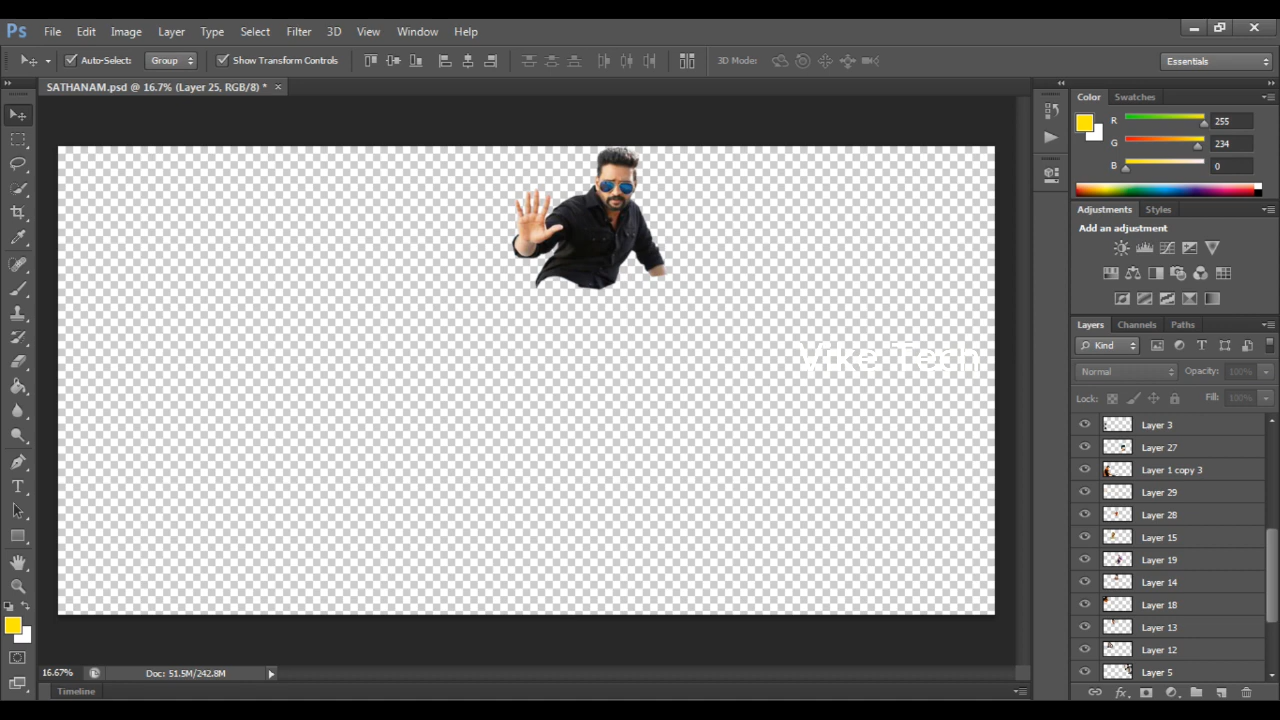 Ps File Edit Image Layer Type Select Filter 3D View Window Help
Auto-Select: Group Show Transform Controls 3D Mode: Essentials
SATHANAM.psd @ 16.7% (Layer 25, RGB/8) * ×
Color Swatches
R 255
G 234
B 0
Adjustments Styles
Add an adjustment
Layers Channels Paths
Kind
Normal Opacity: 100%
Lock: Fill: 100%
Vike Tech
Layer 3
Layer 27
Layer 1 copy 3
Layer 29
Layer 28
Layer 15
Layer 19
Layer 14
Layer 18
Layer 13
Layer 12
Layer 5
16.67% Doc: 51.5M/242.8M
Timeline